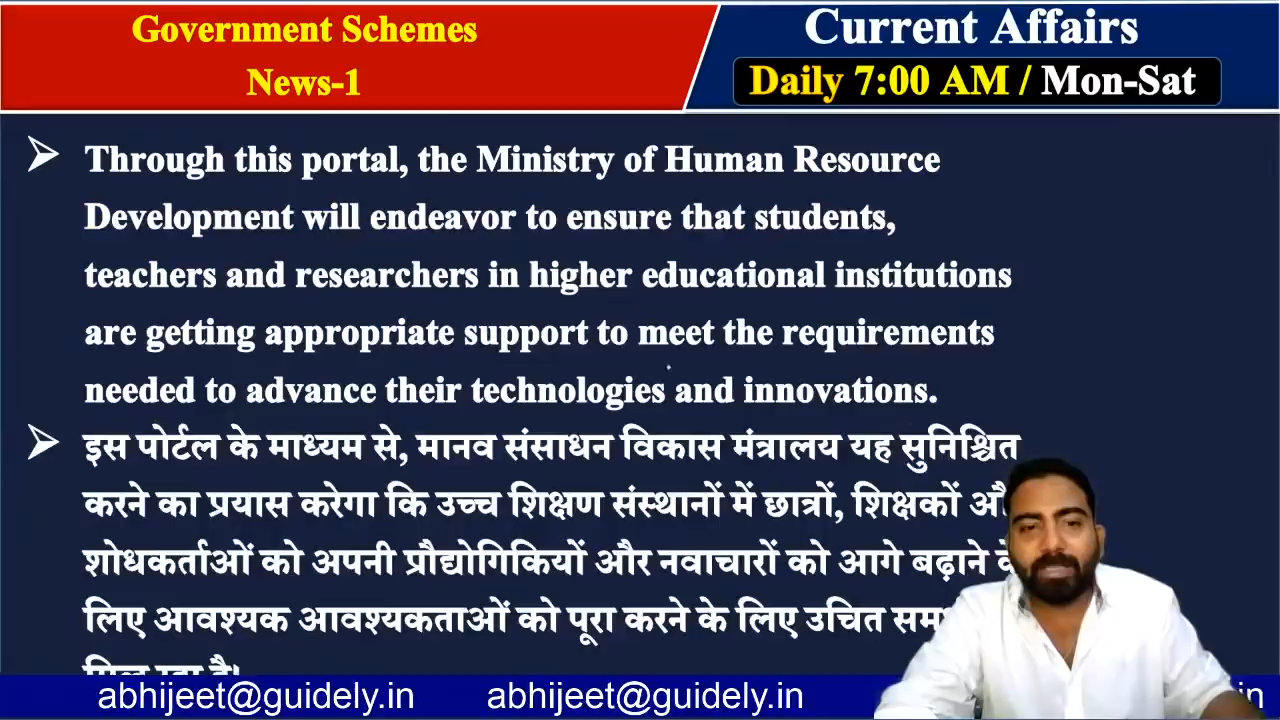 Government Schemes
News-1
Current Affairs
Daily 7:00 AM / Mon-Sat
Through this portal, the Ministry of Human Resource
Development will endeavor to ensure that students,
teachers and researchers in higher educational institutions
are getting appropriate support to meet the requirements
needed to advance their technologies and innovations.
इस पोर्टल के माध्यम से, मानव संसाधन विकास मंत्रालय यह सुनिश्चित
करने का प्रयास करेगा कि उच्च शिक्षण संस्थानों में छात्रों, शिक्षकों
शोधकर्ताओं को अपनी प्रौद्योगिकियों और नवाचारों को आगे बढ़ाने
लिए आवश्यक आवश्यकताओं को पूरा करने के लिए उचित
abhijeet@guidely.in abhijeet@guidely.in in